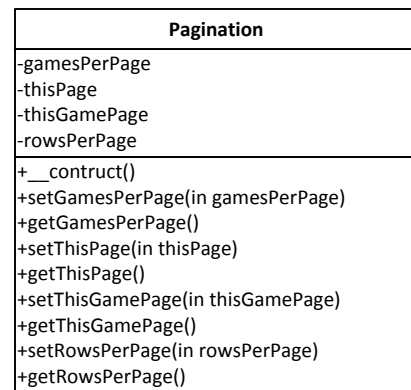 Pagination
-gamesPerPage
-thisPage
-thisGamePage
-rowsPerPage
+__contruct()
+setGamesPerPage(in gamesPerPage)
+getGamesPerPage()
+setThisPage(in thisPage)
+getThisPage()
+setThisGamePage(in thisGamePage)
+getThisGamePage()
+setRowsPerPage(in rowsPerPage)
+getRowsPerPage()